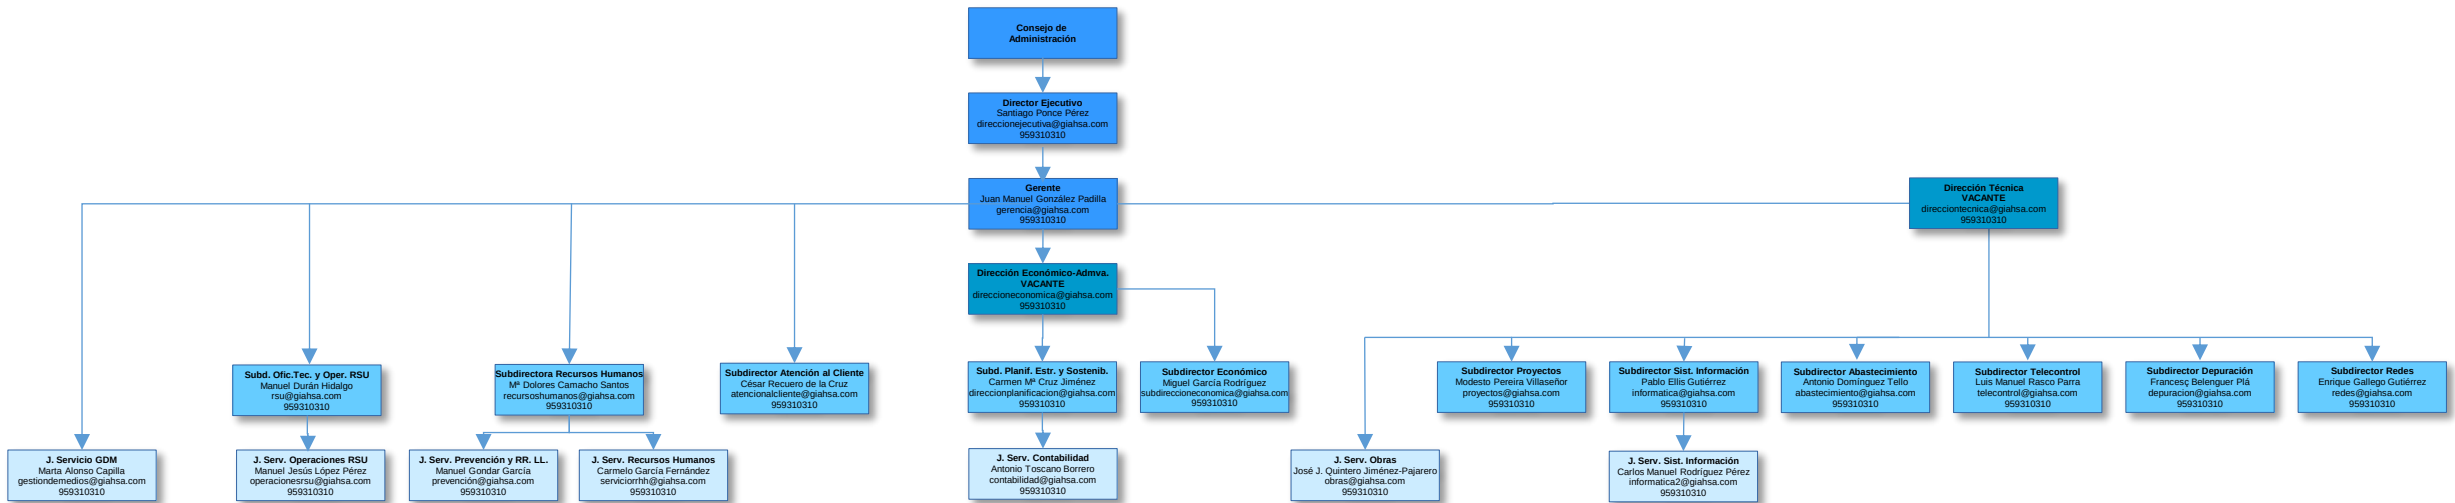 Consejo de
Administración
Director Ejecutivo
Santiago Ponce Pérez
direccionejecutiva@giahsa.com
959310310
Gerente
Juan Manuel González Padilla
gerencia@giahsa.com
959310310
Dirección Técnica
VACANTE
direcciontecnica@giahsa.com
959310310
Dirección Económico-Admva.
VACANTE
direccioneconomica@giahsa.com
959310310
Subd. Ofic.Tec. y Oper. RSU
Manuel Durán Hidalgo
rsu@giahsa.com
959310310
Subdirectora Recursos Humanos
Mª Dolores Camacho Santos
recursoshumanos@giahsa.com
959310310
Subdirector Atención al Cliente
César Recuero de la Cruz
atencionalcliente@giahsa.com
959310310
Subd. Planif. Estr. y Sostenib.
Carmen Mª Cruz Jiménez
direccionplanificacion@giahsa.com
959310310
Subdirector Económico
Miguel García Rodríguez
subdireccioneconomica@giahsa.com
959310310
Subdirector Proyectos
Modesto Pereira Villaseñor
proyectos@giahsa.com
959310310
Subdirector Sist. Información
Pablo Ellis Gutiérrez
informatica@giahsa.com
959310310
Subdirector Abastecimiento
Antonio Domínguez Tello
abastecimiento@giahsa.com
959310310
Subdirector Telecontrol
Luis Manuel Rasco Parra
telecontrol@giahsa.com
959310310
Subdirector Depuración
Francesç Belenguer Plá
depuracion@giahsa.com
959310310
Subdirector Redes
Enrique Gallego Gutiérrez
redes@giahsa.com
959310310
J. Servicio GDM
Marta Alonso Capilla
gestiondemedios@giahsa.com
959310310
J. Serv. Operaciones RSU
Manuel Jesús López Pérez
operacionesrsu@giahsa.com
959310310
J. Serv. Prevención y RR. LL.
Manuel Gondar García
prevención@giahsa.com
959310310
J. Serv. Recursos Humanos
Carmelo García Fernández
serviciorrhh@giahsa.com
959310310
J. Serv. Contabilidad
Antonio Toscano Borrero
contabilidad@giahsa.com
959310310
J. Serv. Obras
José J. Quintero Jiménez-Pajarero
obras@giahsa.com
959310310
J. Serv. Sist. Información
Carlos Manuel Rodríguez Pérez
informatica2@giahsa.com
959310310